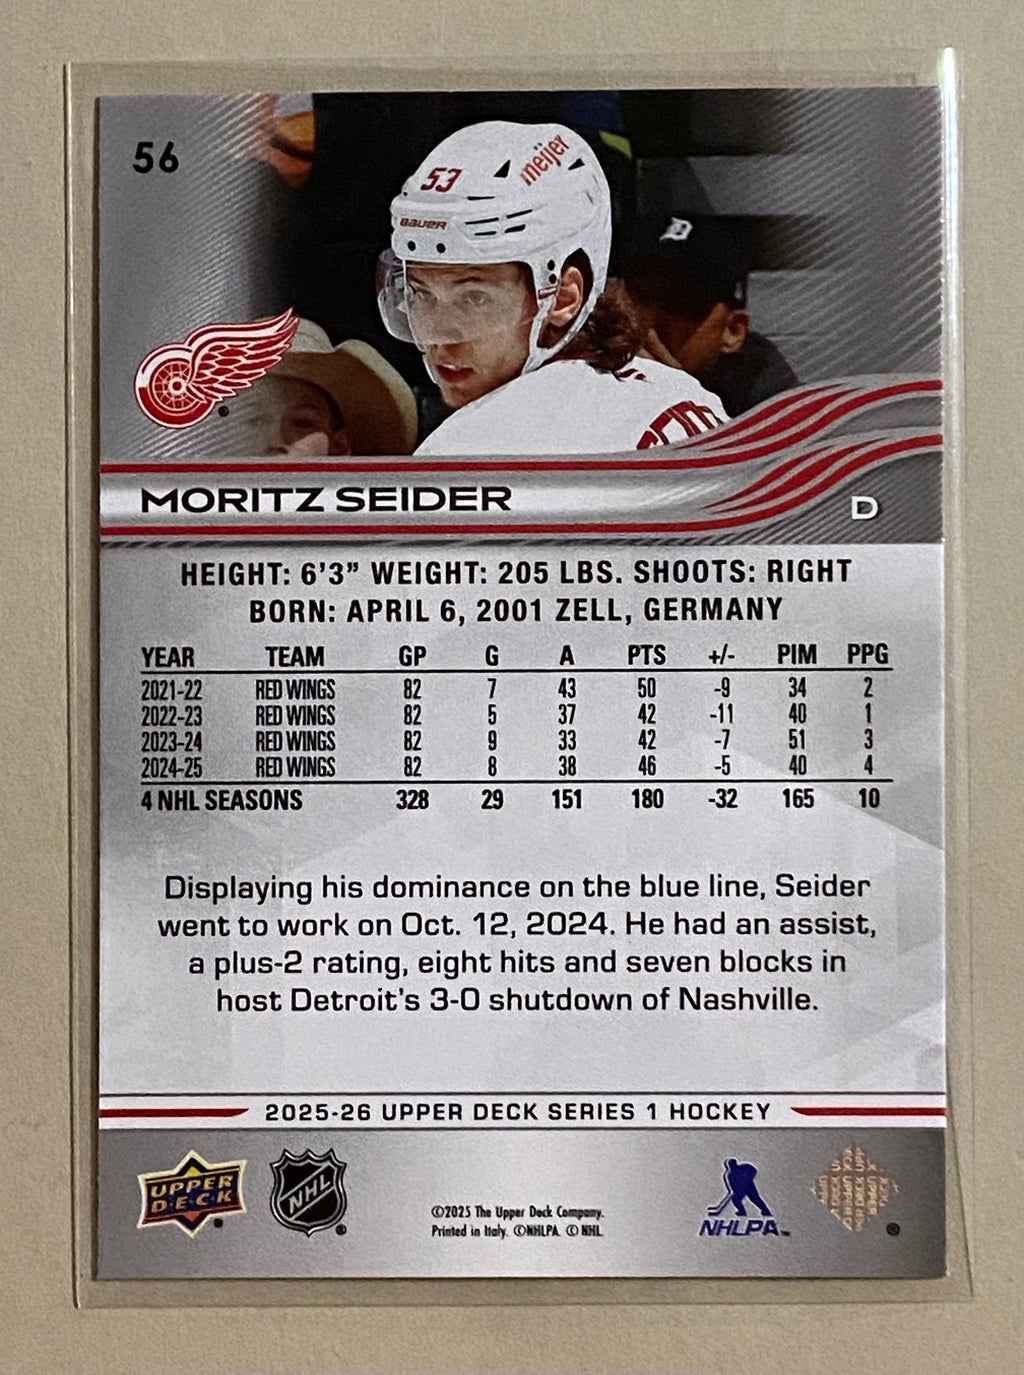 56
53
meijer
BAUER
D
MORITZ SEIDER
D
HEIGHT: 6'3” WEIGHT: 205 LBS. SHOOTS: RIGHT
BORN: APRIL 6, 2001 ZELL, GERMANY
YEAR TEAM GP G A PTS +/- PIM PPG
2021-22 RED WINGS 82 7 43 50 -9 34 2
2022-23 RED WINGS 82 5 37 42 -11 40 1
2023-24 RED WINGS 82 9 33 42 -7 51 3
2024-25 RED WINGS 82 8 38 46 -5 40 4
4 NHL SEASONS 328 29 151 180 -32 165 10
Displaying his dominance on the blue line, Seider
went to work on Oct. 12, 2024. He had an assist,
a plus-2 rating, eight hits and seven blocks in
host Detroit's 3-0 shutdown of Nashville.
2025-26 UPPER DECK SERIES 1 HOCKEY
UPPER
D·E·C·K
NHL
©2025 The Upper Deck Company.
Printed in Italy. ©NHLPA © NHL
NHLPA